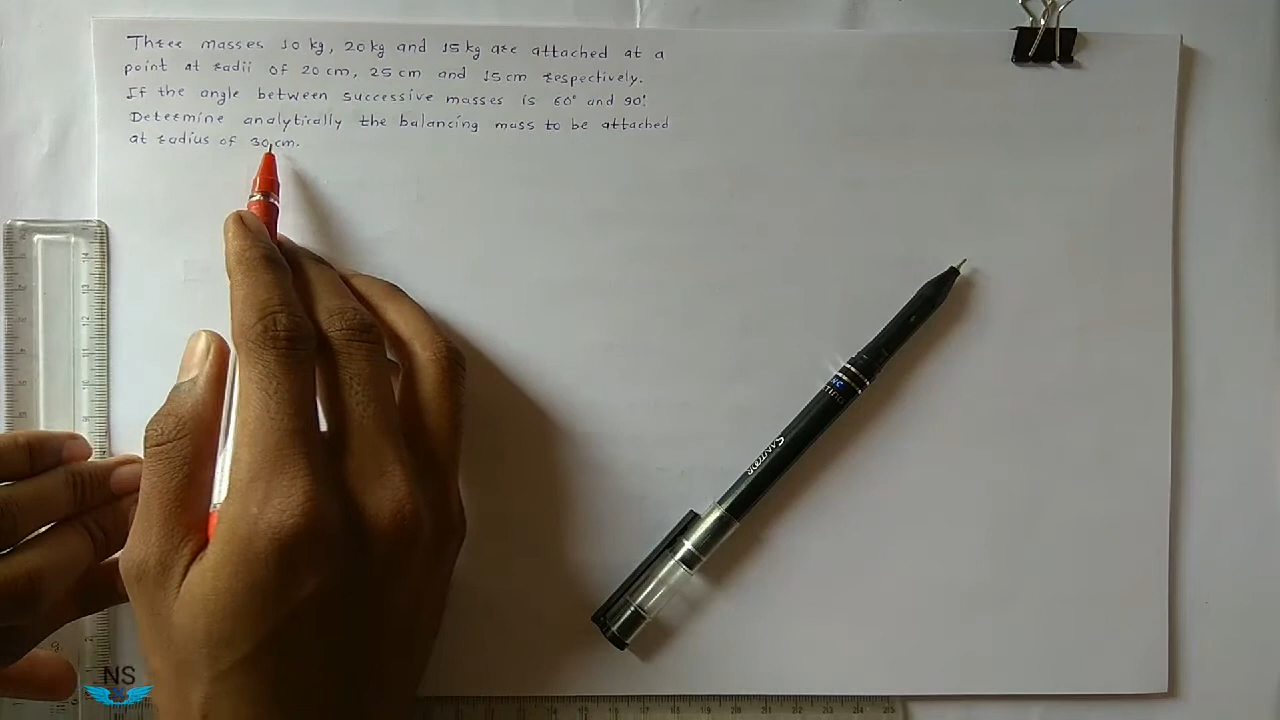 Three masses 10 kg, 20 kg and 15 kg are attached at a
point at radii of 20 cm, 25 cm and 15 cm respectively.
If the angle between successive masses is 60° and 90°.
Determine analytically the balancing mass to be attached
at radius of 30 cm.
SANTOR
NS